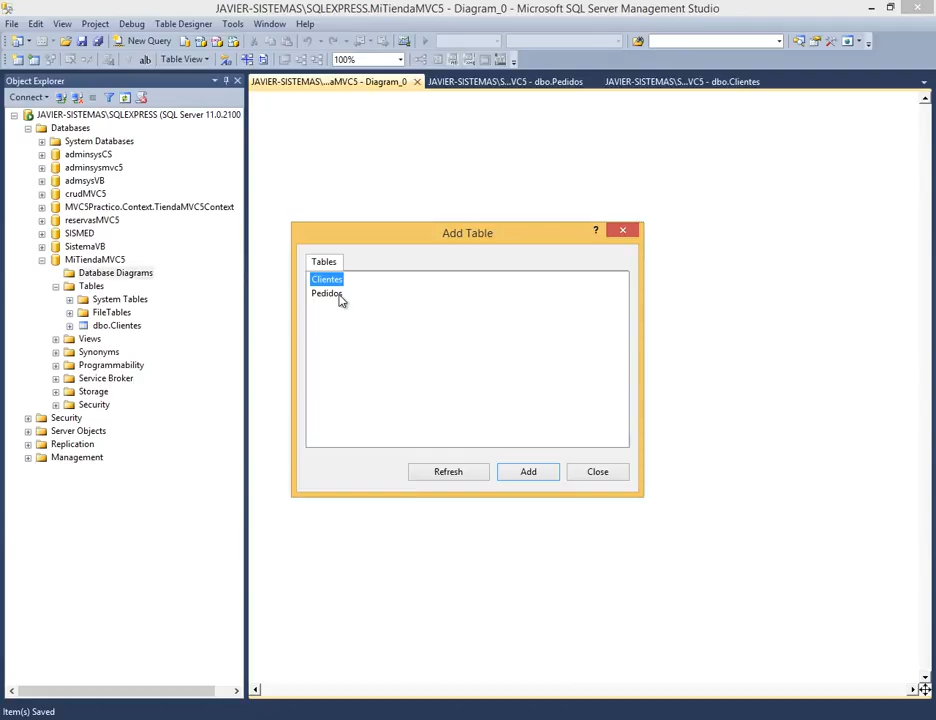 JAVIER-SISTEMAS\SQLEXPRESS.MiTiendaMVC5 - Diagram_0 - Microsoft SQL Server Management Studio
File Edit View Project Debug Table Designer Tools Window Help
New Query
ab Table View 100%
Object Explorer
JAVIER-SISTEMAS\...aMVC5 - Diagram_0 JAVIER-SISTEMAS\S...VC5 - dbo.Pedidos JAVIER-SISTEMAS\S...VC5 - dbo.Clientes
Connect
JAVIER-SISTEMAS\SQLEXPRESS (SQL Server 11.0.2100
Databases
System Databases
adminsysCS
adminsysmvc5
admsysVB
crudMVC5
MVC5Practico.Context.TiendaMVC5Context
reservasMVC5
SISMED
SistemaVB
MiTiendaMVC5
Database Diagrams
Tables
System Tables
FileTables
dbo.Clientes
Views
Synonyms
Programmability
Service Broker
Storage
Security
Security
Server Objects
Replication
Management
Add Table
?
Tables
Clientes
Pedidos
Refresh Add Close
Item(s) Saved